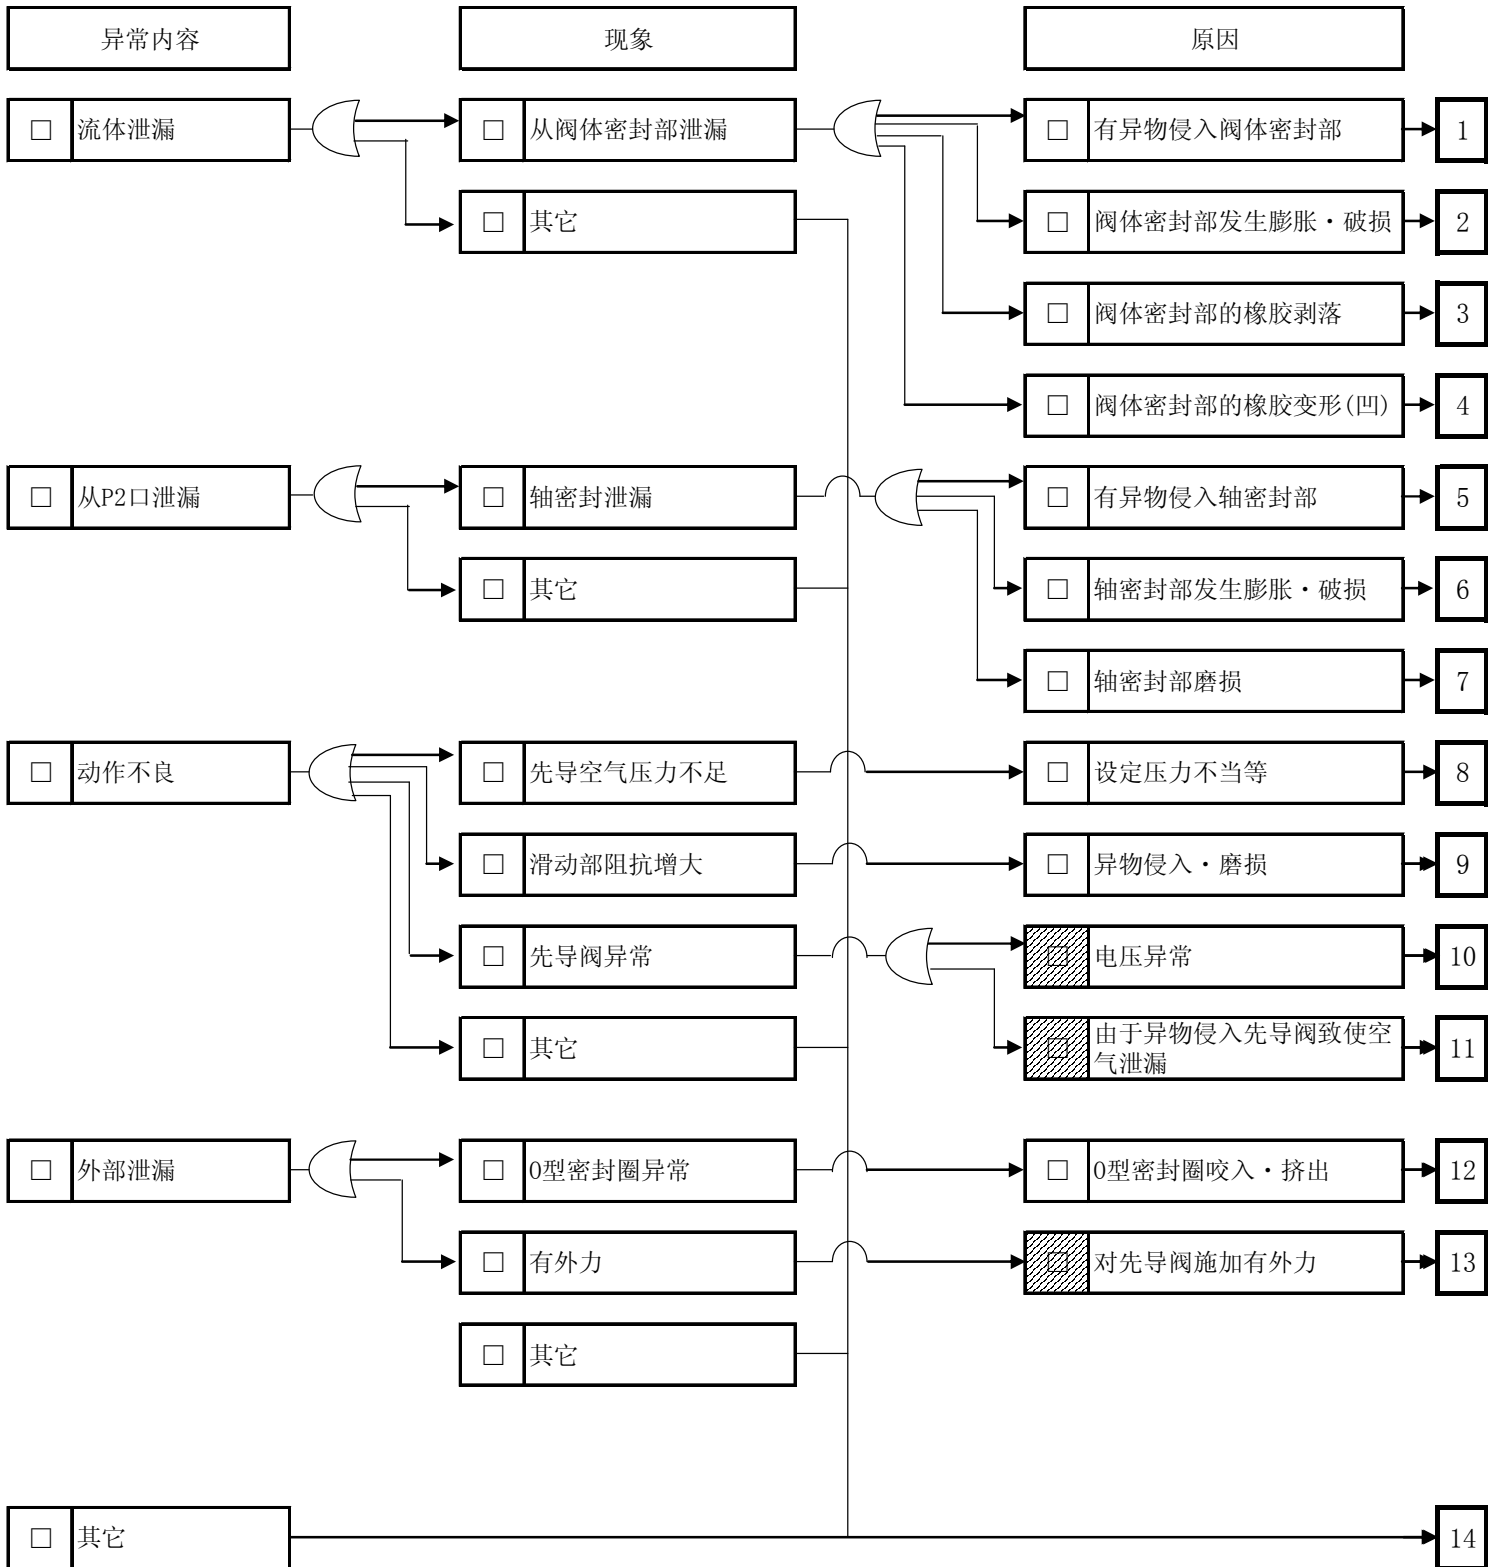 异常内容
现象
原因
流体泄漏
从阀体密封部泄漏
有异物侵入阀体密封部
1
其它
阀体密封部发生膨胀・破损
2
阀体密封部的橡胶剥落
3
阀体密封部的橡胶变形(凹)
4
从P2口泄漏
轴密封泄漏
有异物侵入轴密封部
5
其它
轴密封部发生膨胀・破损
6
轴密封部磨损
7
动作不良
先导空气压力不足
设定压力不当等
8
滑动部阻抗增大
异物侵入・磨损
9
先导阀异常
电压异常
10
其它
由于异物侵入先导阀致使空
气泄漏
11
外部泄漏
O型密封圈异常
O型密封圈咬入・挤出
12
有外力
对先导阀施加有外力
13
其它
其它
14